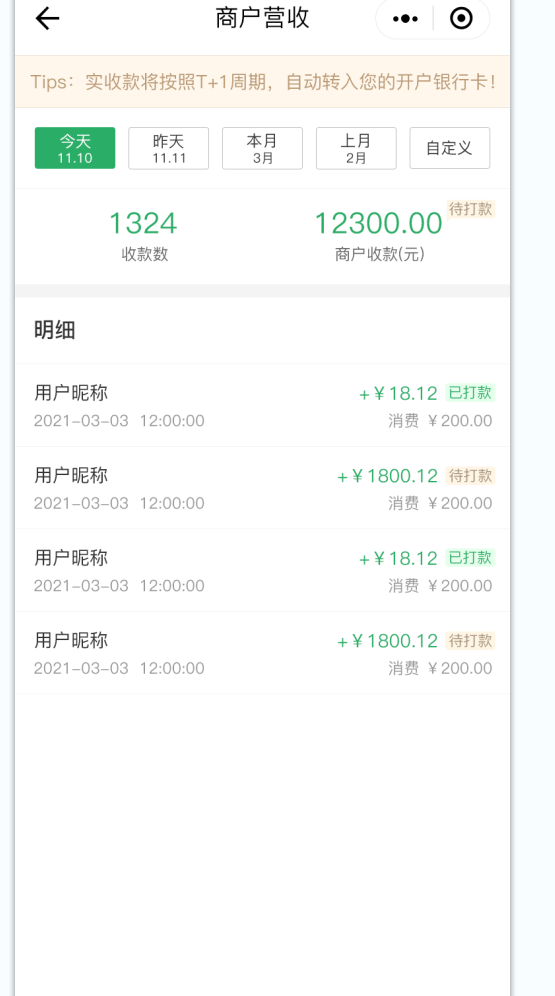 商户营收
Tips：实收款将按照T+1周期，自动转入您的开户银行卡！
今天 昨天 本月 上月 自定义
11.10 11.11 3月 2月
1324 12300.00 待打款
收款数 商户收款(元)
明细
用户昵称 +￥18.12 已打款
2021-03-03 12:00:00 消费 ￥200.00
用户昵称 +￥1800.12 待打款
2021-03-03 12:00:00 消费 ￥200.00
用户昵称 +￥18.12 已打款
2021-03-03 12:00:00 消费 ￥200.00
用户昵称 +￥1800.12 待打款
2021-03-03 12:00:00 消费 ￥200.00